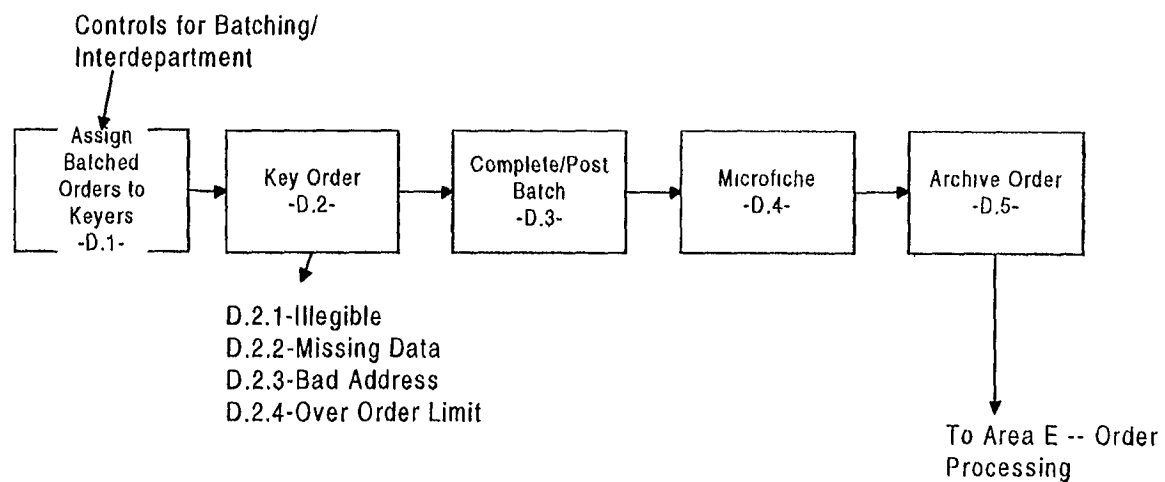 Controls for Batching/
Interdepartment
Assign
Batched
Orders to
Keyers
-D.1-
Key Order
-D.2-
Complete/Post
Batch
-D.3-
Microfiche
-D.4-
Archive Order
-D.5-
D.2.1-Illegible
D.2.2-Missing Data
D.2.3-Bad Address
D.2.4-Over Order Limit
To Area E -- Order
Processing